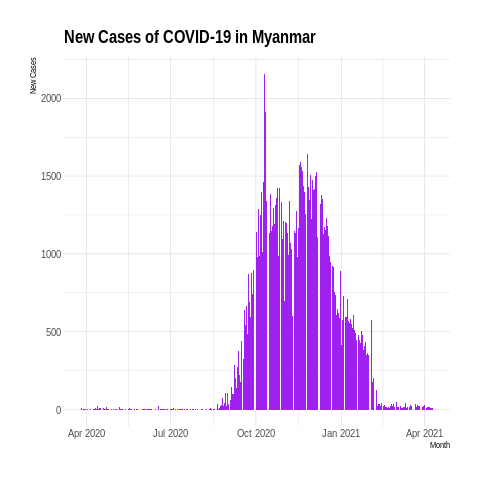 New Cases of COVID-19 in Myanmar
New Cases
2000
1500
1000
500
0
Apr 2020 Jul 2020 Oct 2020 Jan 2021 Apr 2021
Month